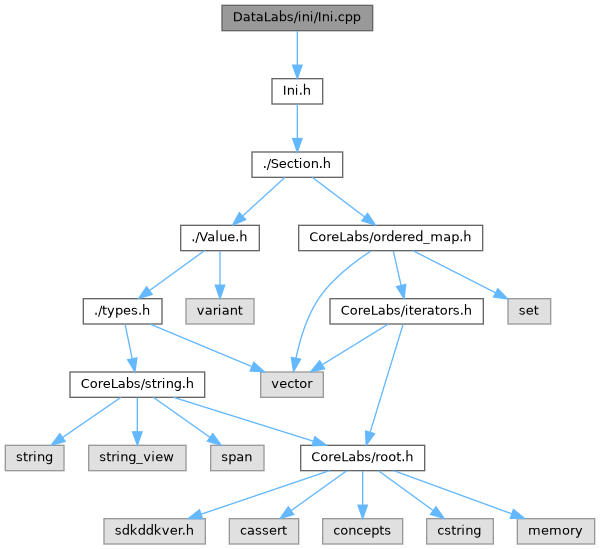 DataLabs/ini/Ini.cpp
Ini.h
./Section.h
./Value.h
CoreLabs/ordered_map.h
./types.h
variant
CoreLabs/iterators.h
set
CoreLabs/string.h
vector
string
string_view
span
CoreLabs/root.h
sdkddkver.h
cassert
concepts
cstring
memory